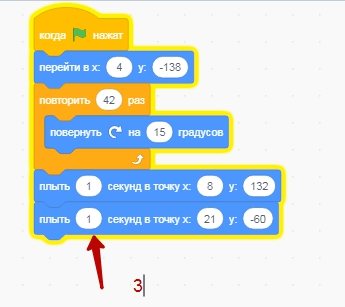 когда нажат
перейти в x: 4 y: -138
повторить 42 раз
повернуть на 15 градусов
плыть 1 секунд в точку x: 8 y: 132
плыть 1 секунд в точку x: 21 y: -60
3